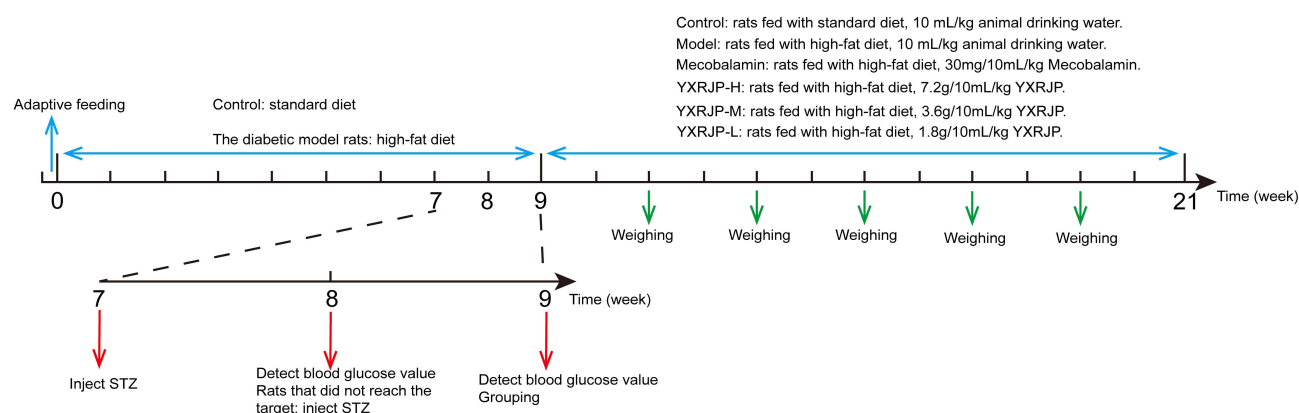 Control: rats fed with standard diet, 10 mL/kg animal drinking water.
Model: rats fed with high-fat diet, 10 mL/kg animal drinking water.
Mecobalamin: rats fed with high-fat diet, 30mg/10mL/kg Mecobalamin.
YXRJP-H: rats fed with high-fat diet, 7.2g/10mL/kg YXRJP.
YXRJP-M: rats fed with high-fat diet, 3.6g/10mL/kg YXRJP.
YXRJP-L: rats fed with high-fat diet, 1.8g/10mL/kg YXRJP.
Adaptive feeding
Control: standard diet
The diabetic model rats: high-fat diet
0 7 8 9 21
Time (week)
Weighing Weighing Weighing Weighing Weighing
7 8 9 Time (week)
Inject STZ
Detect blood glucose value
Rats that did not reach the
target: inject STZ
Detect blood glucose value
Grouping